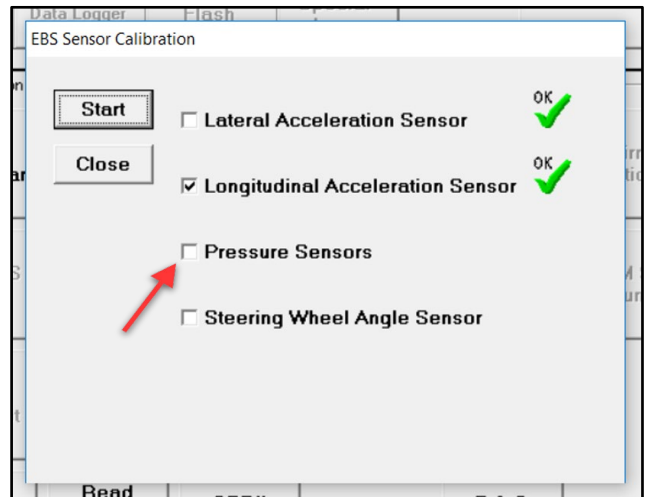 Data Logger Flash
EBS Sensor Calibration
Start
OK
Lateral Acceleration Sensor
Close
OK
Longitudinal Acceleration Sensor
Pressure Sensors
Steering Wheel Angle Sensor
Read